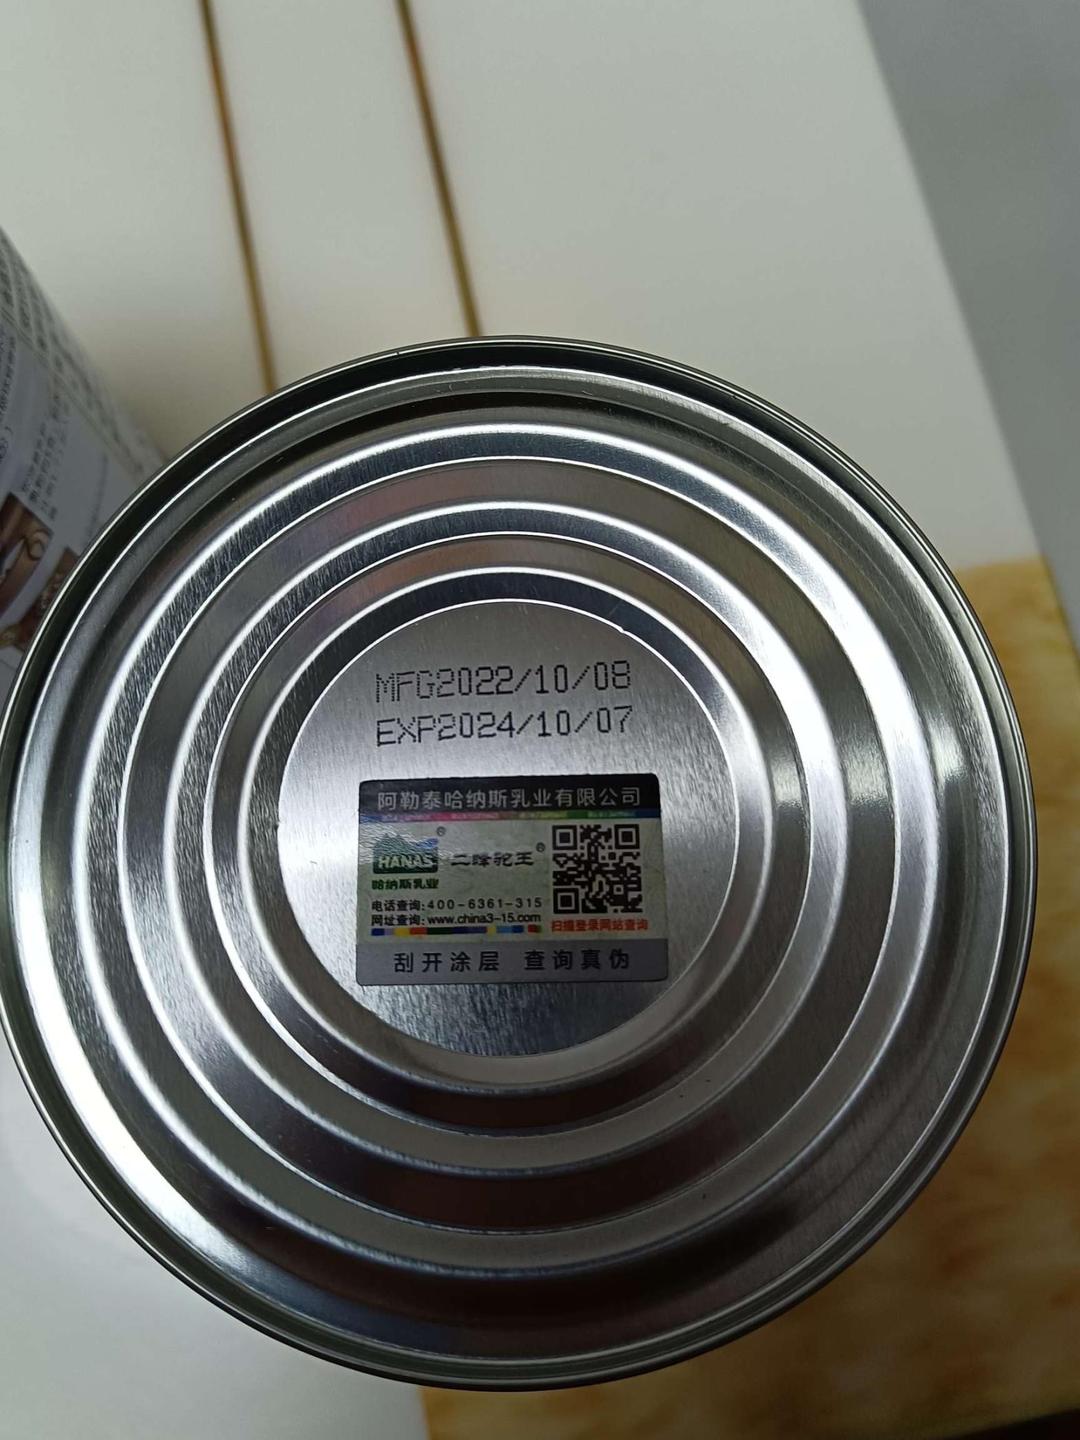 MFG2022/10/08
EXP2024/10/07
阿勒泰哈纳斯乳业有限公司
HANAS® 二峰驼王®
哈纳斯乳业
电话查询:400-6361-315
网址查询:www.china3-15.com
扫描登录网站查询
刮开涂层 查询真伪